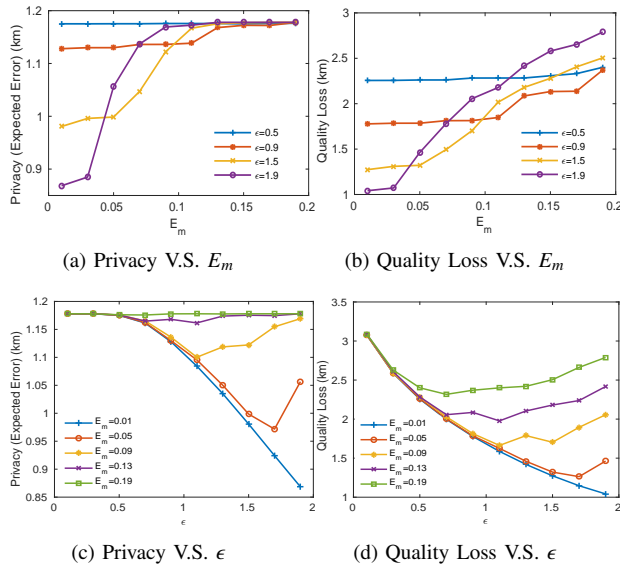 1.2
1.1
1
0.9
Privacy (Expected Error) (km)
ϵ=0.5
ϵ=0.9
ϵ=1.5
ϵ=1.9
0 0.05 0.1 0.15 0.2
E_m
(a) Privacy V.S. E_m
3
2.5
2
1.5
1
Quality Loss (km)
ϵ=0.5
ϵ=0.9
ϵ=1.5
ϵ=1.9
0 0.05 0.1 0.15 0.2
E_m
(b) Quality Loss V.S. E_m
1.2
1.15
1.1
1.05
1
0.95
0.9
0.85
Privacy (Expected Error) (km)
E_m=0.01
E_m=0.05
E_m=0.09
E_m=0.13
E_m=0.19
0 0.5 1 1.5 2
ϵ
(c) Privacy V.S. ϵ
3.5
3
2.5
2
1.5
1
Quality Loss (km)
E_m=0.01
E_m=0.05
E_m=0.09
E_m=0.13
E_m=0.19
0 0.5 1 1.5 2
ϵ
(d) Quality Loss V.S. ϵ